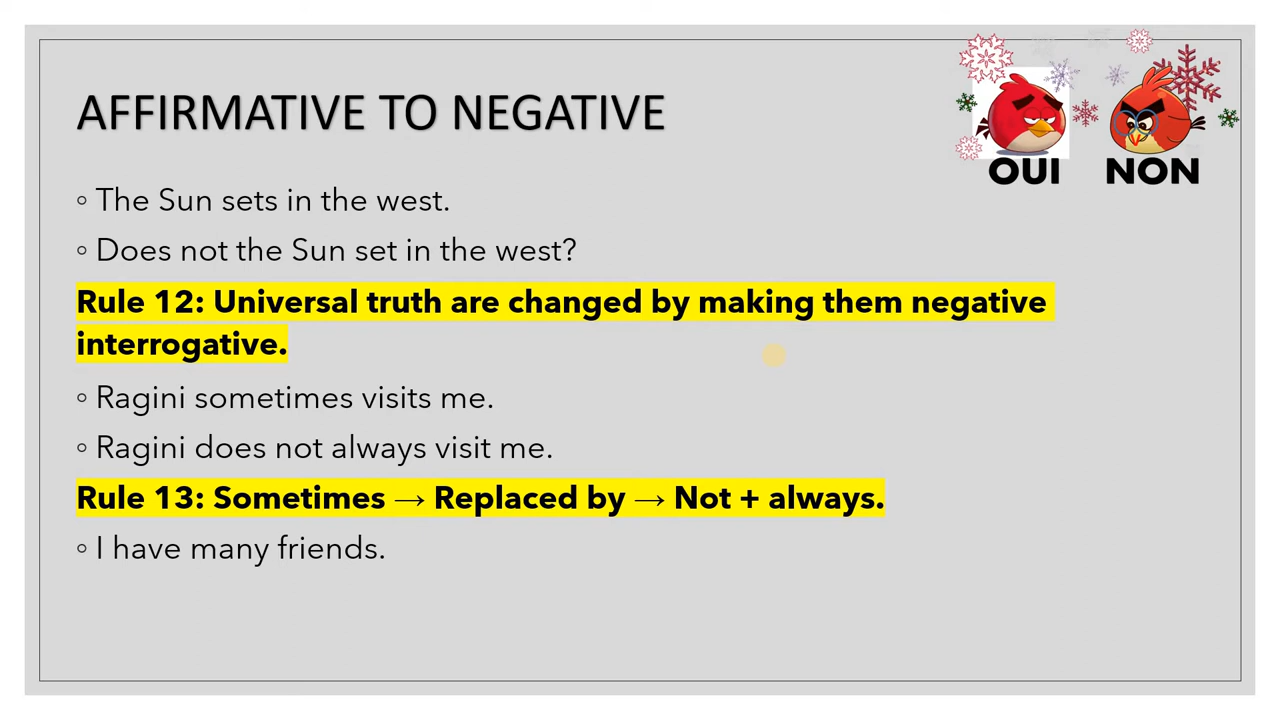 OUI NON
AFFIRMATIVE TO NEGATIVE
◦ The Sun sets in the west.
◦ Does not the Sun set in the west?
Rule 12: Universal truth are changed by making them negative
interrogative.
◦ Ragini sometimes visits me.
◦ Ragini does not always visit me.
Rule 13: Sometimes → Replaced by → Not + always.
◦ I have many friends.